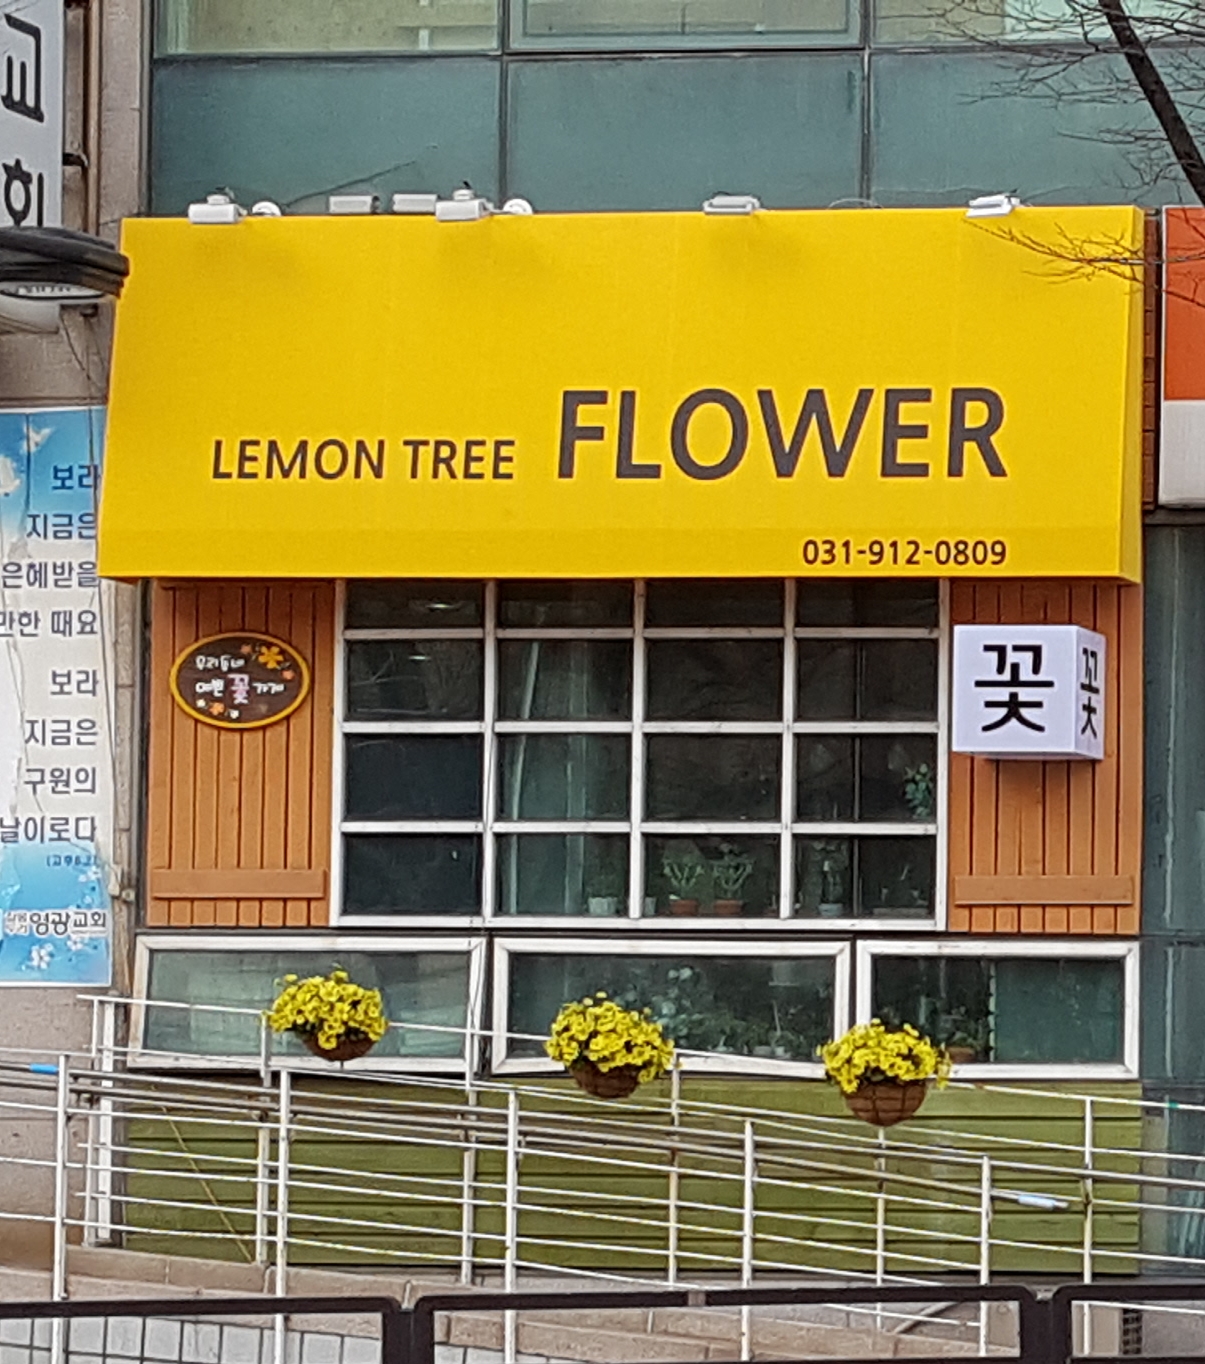 교
회
LEMON TREE FLOWER
031-912-0809
우리동네
예쁜 꽃 가게
꽃
꽃
보라
지금은
은혜받을
만한 때요
보라
지금은
구원의
날이로다
영광교회